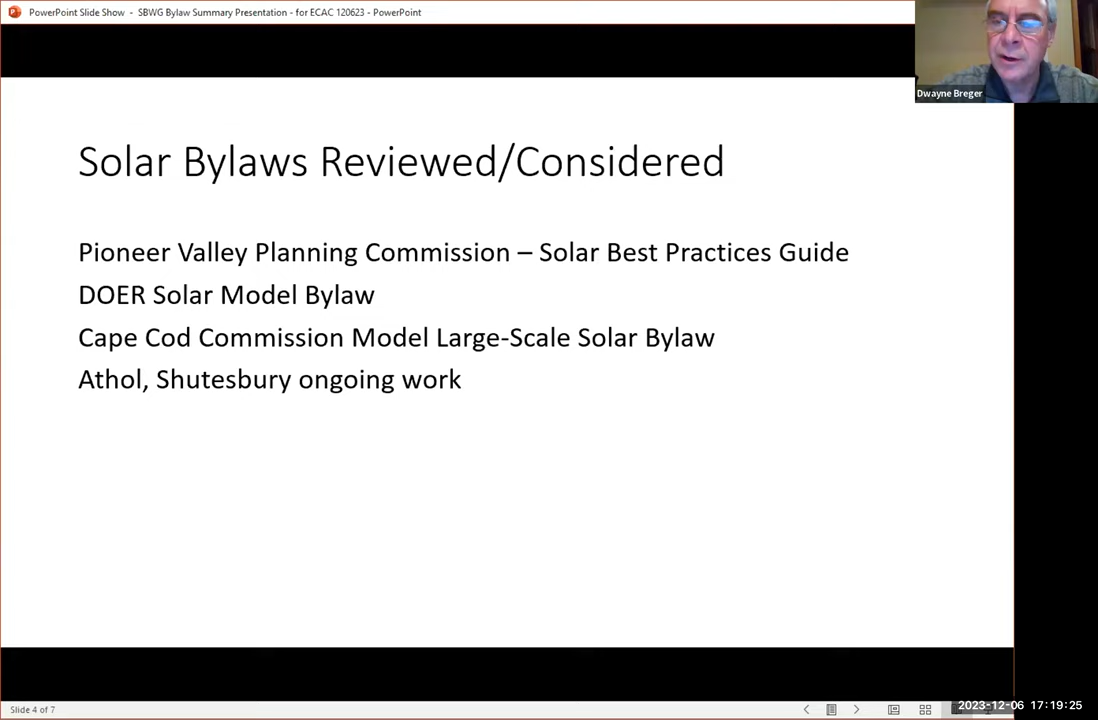 PowerPoint Slide Show - SBWG Bylaw Summary Presentation - for ECAC 120623 - PowerPoint
Dwayne Breger
Solar Bylaws Reviewed/Considered
Pioneer Valley Planning Commission – Solar Best Practices Guide
DOER Solar Model Bylaw
Cape Cod Commission Model Large-Scale Solar Bylaw
Athol, Shutesbury ongoing work
Slide 4 of 7
2023-12-06 17:19:25